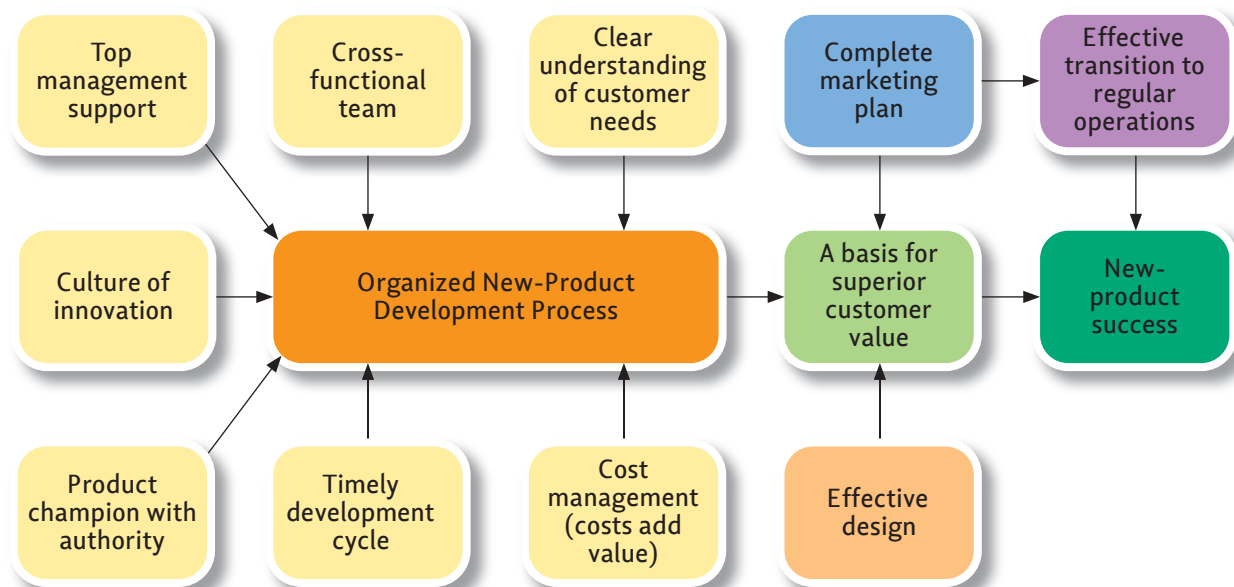 Top
management
support
Cross-
functional
team
Clear
understanding
of customer
needs
Complete
marketing
plan
Effective
transition to
regular
operations
Culture of
innovation
Organized New-Product
Development Process
A basis for
superior
customer
value
New-
product
success
Product
champion with
authority
Timely
development
cycle
Cost
management
(costs add
value)
Effective
design